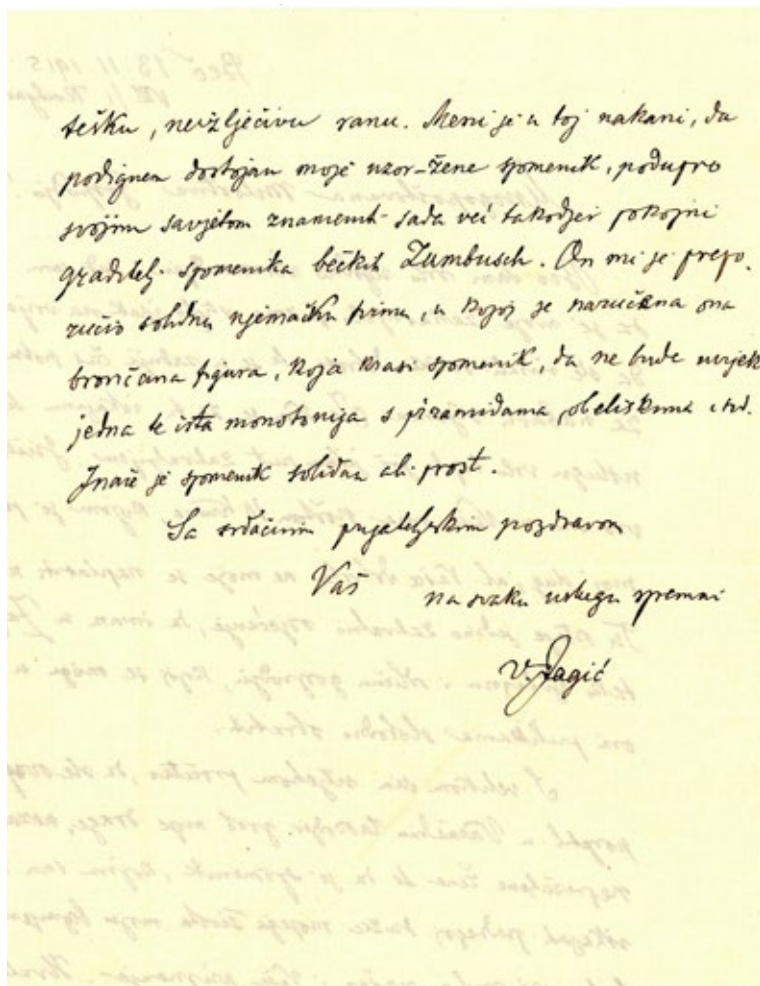 tešku, neizlječivu ranu. Meni je u toj nakani, da
podignem dostojan moje uzor-žene spomenik, podupro
svojim savjetom znameniti sada već takodjer pokojni
graditelj spomenika bečkih Zumbusch. On mi je prepo-
ručio solidnu njemačku firmu, u kojoj je naručena ona
brončana figura, koja krasi spomenik, da ne bude uvijek
jedna te ista monotonija s piramidama, obeliskima itd.
Inače je spomenik solidan ali prost.
Sa srdačnim prijateljskim pozdravom
Vaš na svaku uslugu spremni
V. Jagić